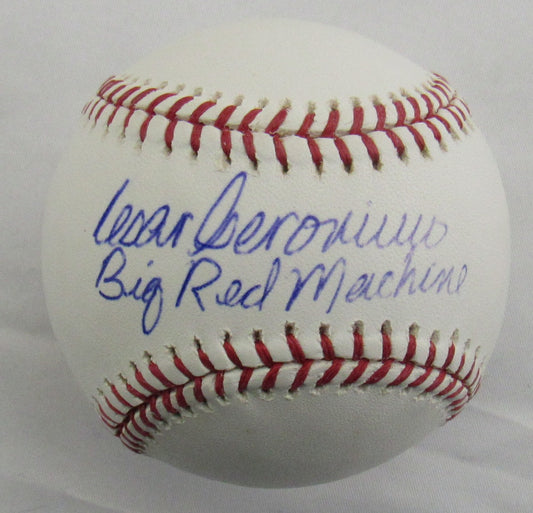 Cesar Geronimo
Big Red Machine